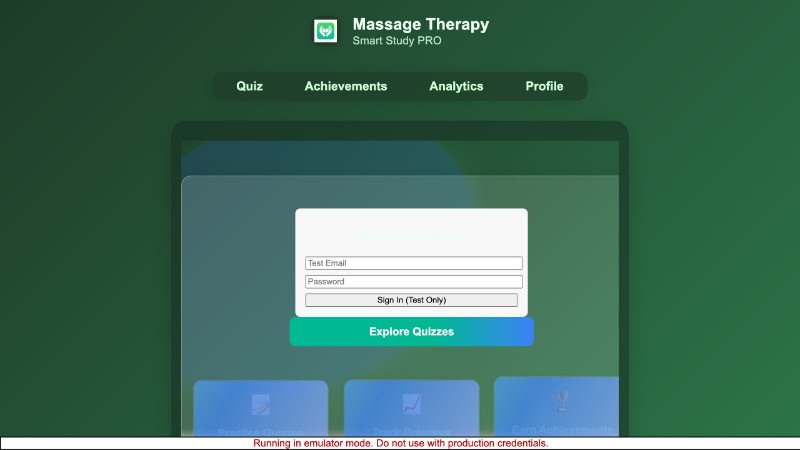 Massage Therapy
Smart Study PRO
Quiz Achievements Analytics Profile
Test Email
Password
Sign In (Test Only)
Explore Quizzes
Practice Quizzes Track Progress Earn Achievements
Running in emulator mode. Do not use with production credentials.